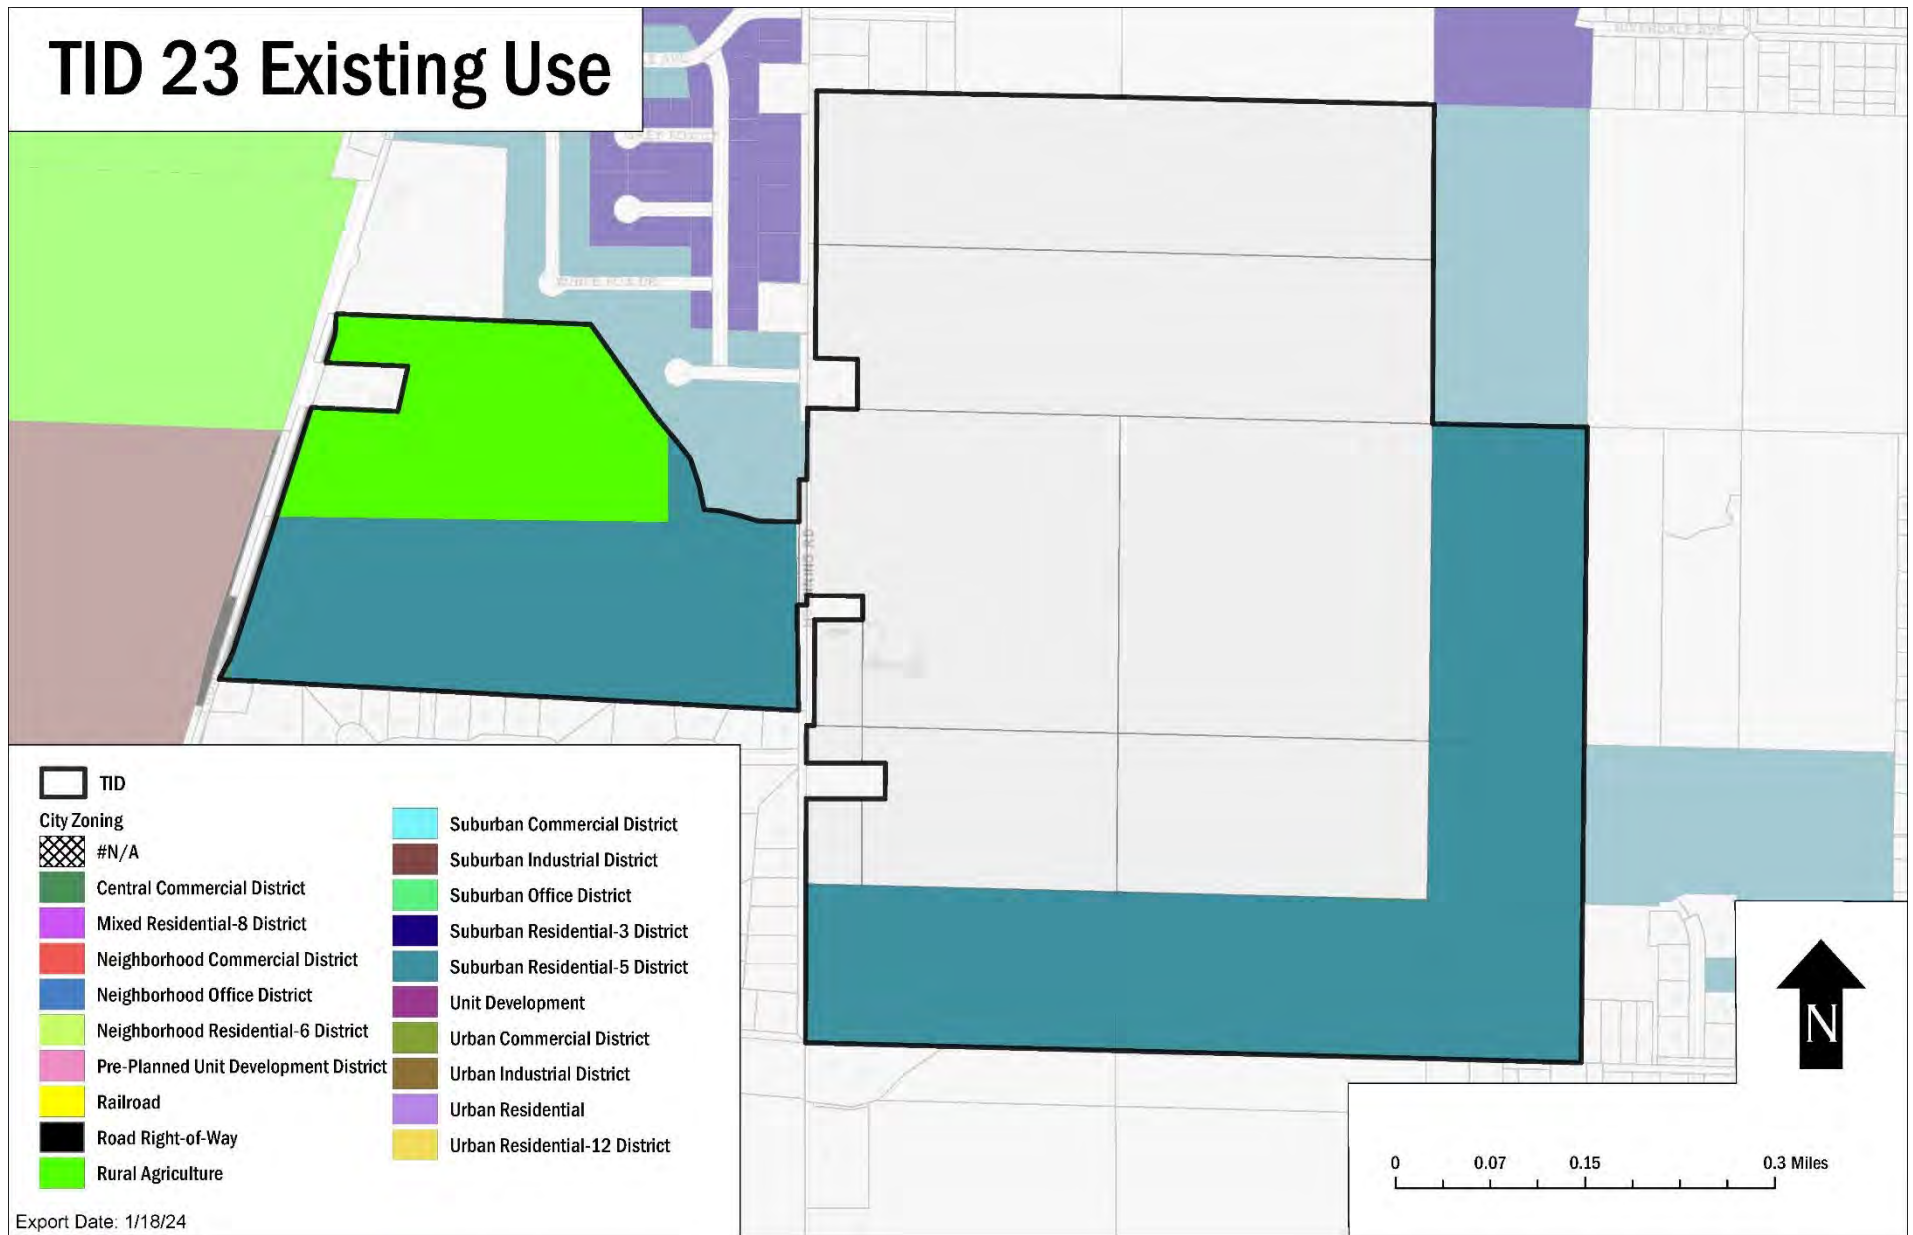 TID 23 Existing Use
RIVERDALE AVE
TID
City Zoning
#N/A
Central Commercial District
Mixed Residential-8 District
Neighborhood Commercial District
Neighborhood Office District
Neighborhood Residential-6 District
Pre-Planned Unit Development District
Railroad
Road Right-of-Way
Rural Agriculture
Suburban Commercial District
Suburban Industrial District
Suburban Office District
Suburban Residential-3 District
Suburban Residential-5 District
Unit Development
Urban Commercial District
Urban Industrial District
Urban Residential
Urban Residential-12 District
Export Date: 1/18/24
N
0 0.07 0.15 0.3 Miles